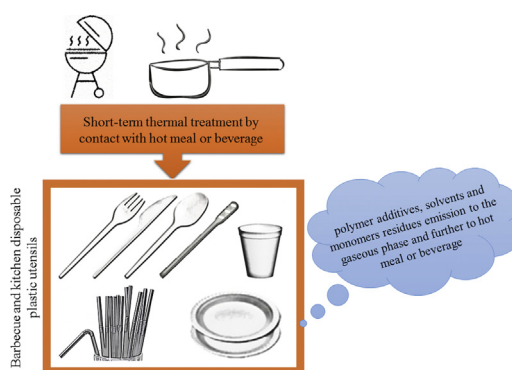 Short-term thermal treatment by
contact with hot meal or beverage
Barbecue and kitchen disposable
plastic utensils
polymer additives, solvents and
monomers residues emission to the
gaseous phase and further to hot
meal or beverage